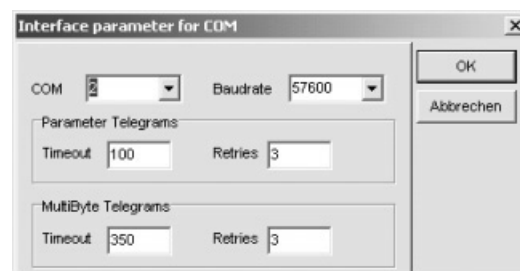 Interface parameter for COM
COM 2 Baudrate 57600
OK
Abbrechen
Parameter Telegrams
Timeout 100 Retries 3
MultiByte Telegrams
Timeout 350 Retries 3